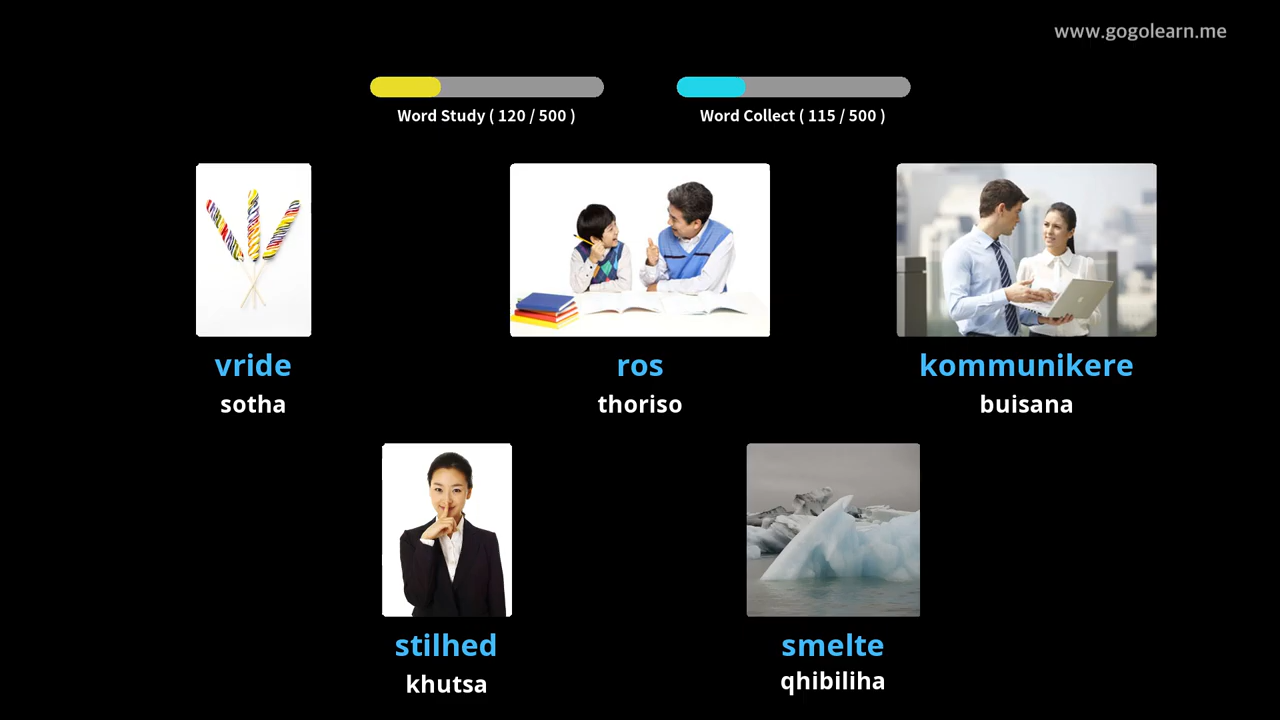 www.gogolearn.me
Word Study ( 120 / 500 )
Word Collect ( 115 / 500 )
vride
sotha
ros
thoriso
kommunikere
buisana
stilhed
khutsa
smelte
qhibiliha